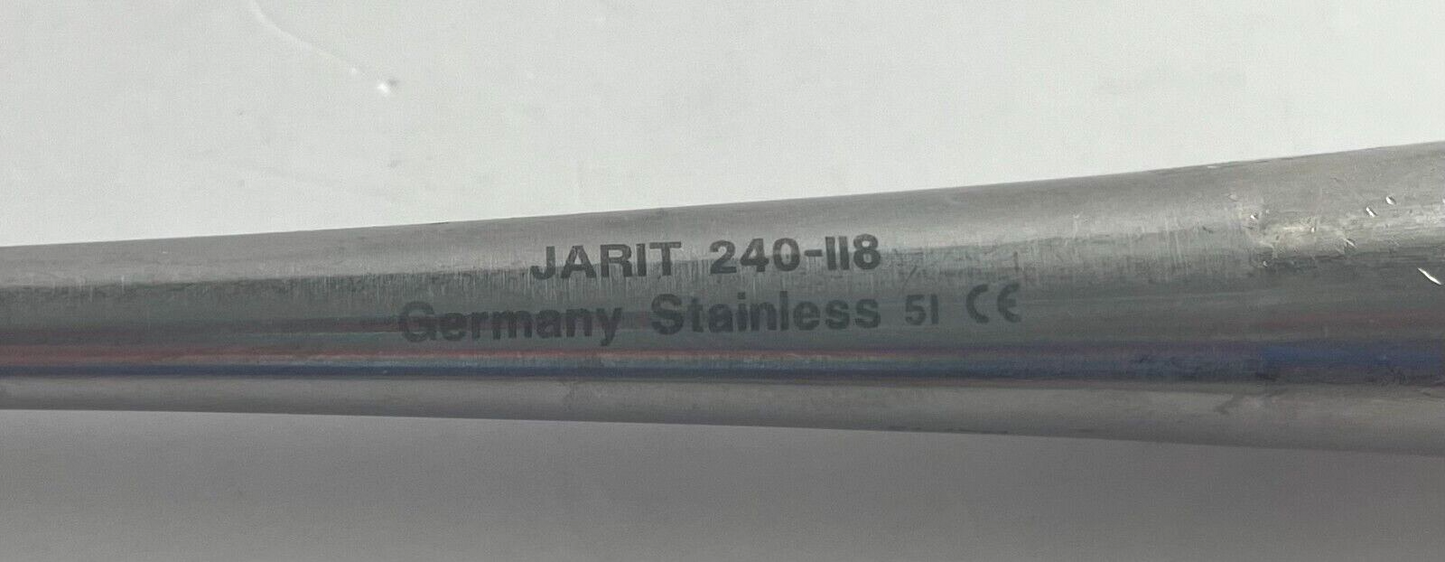 JARIT 240-118
Germany Stainless 51 CE